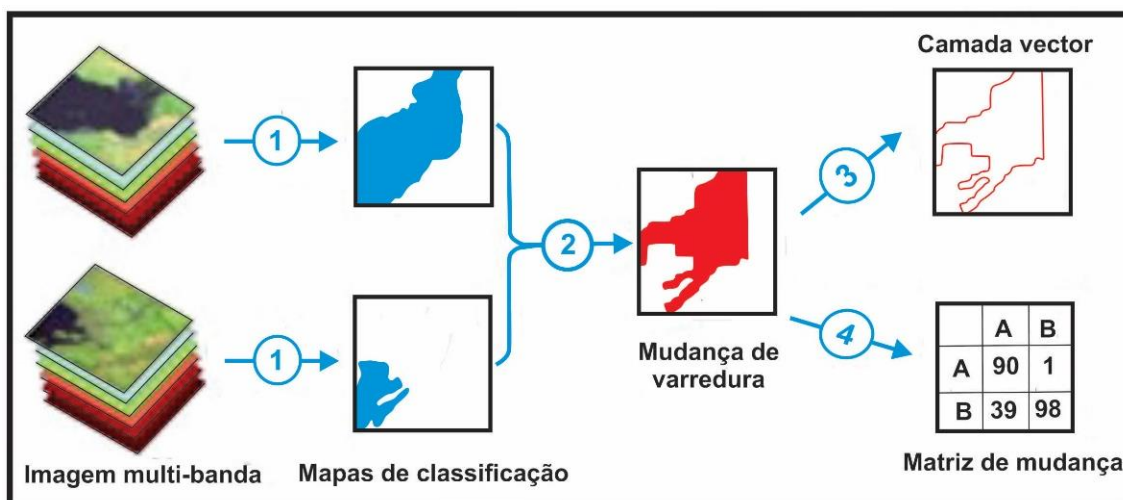 Camada vector
1
2
3
1
4
Mudança de
varredura
A B
A 90 1
B 39 98
Imagem multi-banda
Mapas de classificação
Matriz de mudança